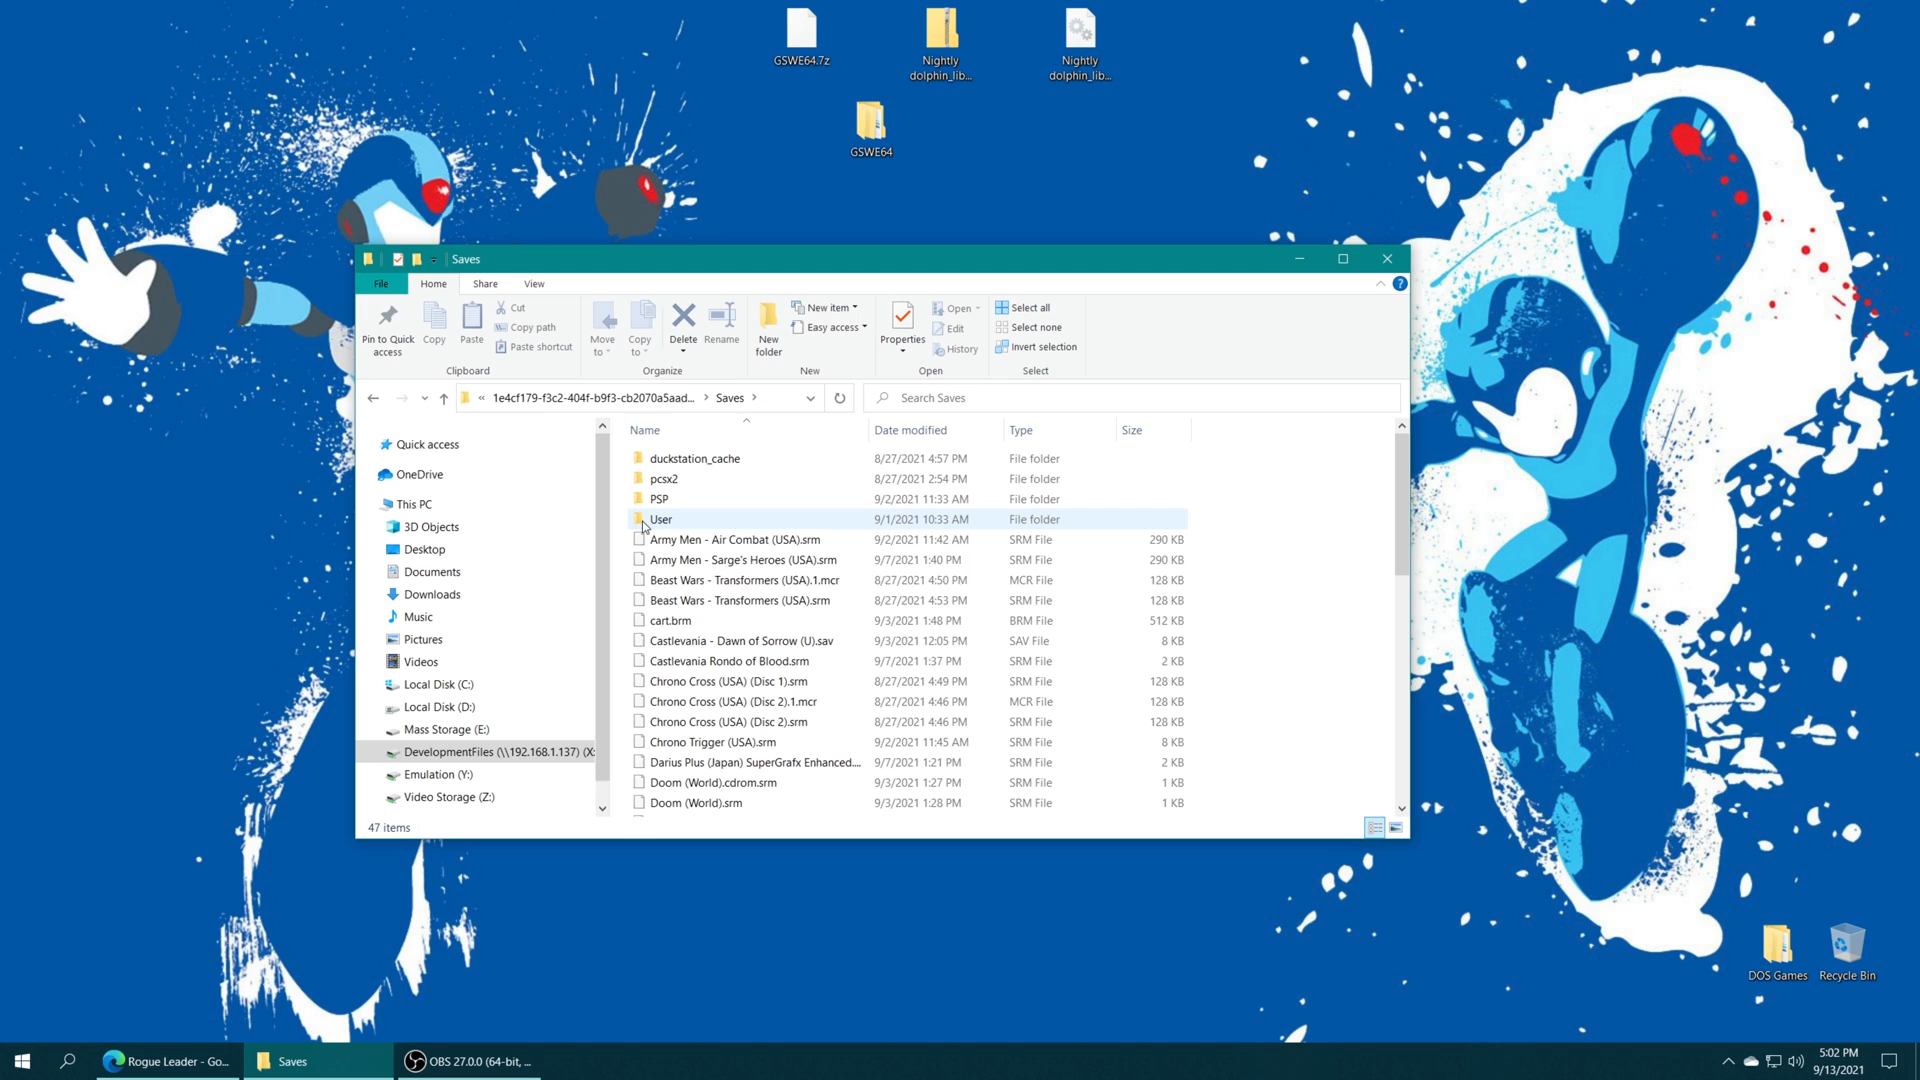 GSWE64.7z
Nightly
dolphin_lib...
Nightly
dolphin_lib...
GSWE64
Saves
File
Home
Share
View
?
Pin to Quick
access
Copy
Paste
Cut
Copy path
Paste shortcut
Clipboard
Move
to
Copy
to
Delete
Rename
Organize
New
folder
New item
Easy access
New
Properties
Open
Edit
History
Open
Select all
Select none
Invert selection
Select
« 1e4cf179-f3c2-404f-b9f3-cb2070a5aad... > Saves >
Search Saves
Quick access
OneDrive
This PC
3D Objects
Desktop
Documents
Downloads
Music
Pictures
Videos
Local Disk (C:)
Local Disk (D:)
Mass Storage (E:)
DevelopmentFiles (\\192.168.1.137) (X:
Emulation (Y:)
Video Storage (Z:)
Name Date modified Type Size
duckstation_cache 8/27/2021 4:57 PM File folder
pcsx2 8/27/2021 2:54 PM File folder
PSP 9/2/2021 11:33 AM File folder
User 9/1/2021 10:33 AM File folder
Army Men - Air Combat (USA).srm 9/2/2021 11:42 AM SRM File 290 KB
Army Men - Sarge's Heroes (USA).srm 9/7/2021 1:40 PM SRM File 290 KB
Beast Wars - Transformers (USA).1.mcr 8/27/2021 4:50 PM MCR File 128 KB
Beast Wars - Transformers (USA).srm 8/27/2021 4:53 PM SRM File 128 KB
cart.brm 9/3/2021 1:48 PM BRM File 512 KB
Castlevania - Dawn of Sorrow (U).sav 9/3/2021 12:05 PM SAV File 8 KB
Castlevania Rondo of Blood.srm 9/7/2021 1:37 PM SRM File 2 KB
Chrono Cross (USA) (Disc 1).srm 8/27/2021 4:49 PM SRM File 128 KB
Chrono Cross (USA) (Disc 2).1.mcr 8/27/2021 4:46 PM MCR File 128 KB
Chrono Cross (USA) (Disc 2).srm 8/27/2021 4:46 PM SRM File 128 KB
Chrono Trigger (USA).srm 9/2/2021 11:45 AM SRM File 8 KB
Darius Plus (Japan) SuperGrafx Enhanced.... 9/7/2021 1:21 PM SRM File 2 KB
Doom (World).cdrom.srm 9/3/2021 1:27 PM SRM File 1 KB
Doom (World).srm 9/3/2021 1:28 PM SRM File 1 KB
47 items
DOS Games
Recycle Bin
Rogue Leader - Go...
Saves
OBS 27.0.0 (64-bit, ...
5:02 PM
9/13/2021